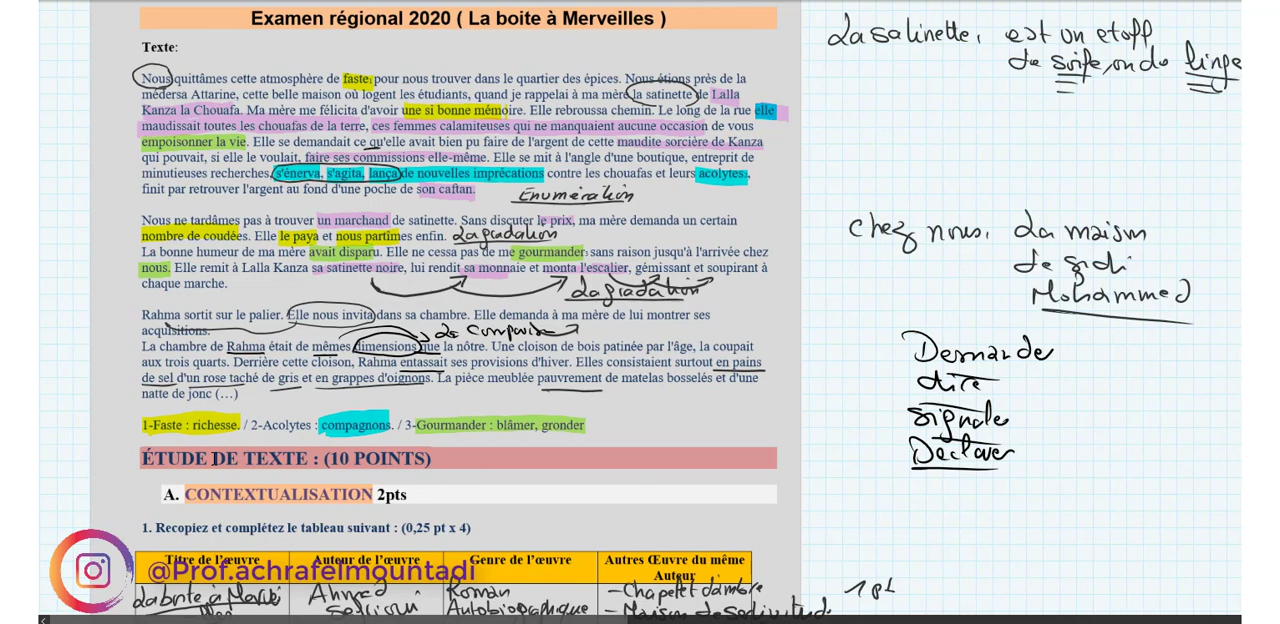 Examen régional 2020 ( La boite à Merveilles )
Texte:
Nous quittâmes cette atmosphère de faste, pour nous trouver dans le quartier des épices. Nous étions près de la
médersa Attarine, cette belle maison où logent les étudiants, quand je rappelai à ma mère la satinette de Lalla
Kanza la Chouafa. Ma mère me félicita d'avoir une si bonne mémoire. Elle rebroussa chemin. Le long de la rue elle
maudissait toutes les chouafas de la terre, ces femmes calamiteuses qui ne manquaient aucune occasion de vous
empoisonner la vie. Elle se demandait ce qu'elle avait bien pu faire de l'argent de cette maudite sorcière de Kanza
qui pouvait, si elle le voulait, faire ses commissions elle-même. Elle se mit à l'angle d'une boutique, entreprit de
minutieuses recherches, s'énerva, s'agita, lança de nouvelles imprécations contre les chouafas et leurs acolytes,
finit par retrouver l'argent au fond d'une poche de son caftan.
Enumération
Nous ne tardâmes pas à trouver un marchand de satinette. Sans discuter le prix, ma mère demanda un certain
nombre de coudées. Elle le paya et nous partîmes enfin. La gradation
La bonne humeur de ma mère avait disparu. Elle ne cessa pas de me gourmander sans raison jusqu'à l'arrivée chez
nous. Elle remit à Lalla Kanza sa satinette noire, lui rendit sa monnaie et monta l'escalier, gémissant et soupirant à
chaque marche.
La gradation
Rahma sortit sur le palier. Elle nous invita dans sa chambre. Elle demanda à ma mère de lui montrer ses
acquisitions.
La chambre de Rahma était de mêmes dimensions que la nôtre. Une cloison de bois patinée par l'âge, la coupait
aux trois quarts. Derrière cette cloison, Rahma entassait ses provisions d'hiver. Elles consistaient surtout en pains
de sel d'un rose taché de gris et en grappes d'oignons. La pièce meublée pauvrement de matelas bosselés et d'une
natte de jonc (…)
1-Faste : richesse. / 2-Acolytes : compagnons. / 3-Gourmander : blâmer, gronder
ÉTUDE DE TEXTE : (10 POINTS)
A. CONTEXTUALISATION 2pts
1. Recopiez et complétez le tableau suivant : (0,25 pt x 4)
Titre de l'œuvre Auteur de l'œuvre Genre de l'œuvre Autres Œuvre du même
Auteur
@Prof.achrafelmountadi
Ahmed Roman – Chapelet d'ambre
Autobiographique
1 pt
La satinette, est un etoff
de
chez nous, La maison
de sidi
Mohammed
Demander
dire
Signaler
Déclarer